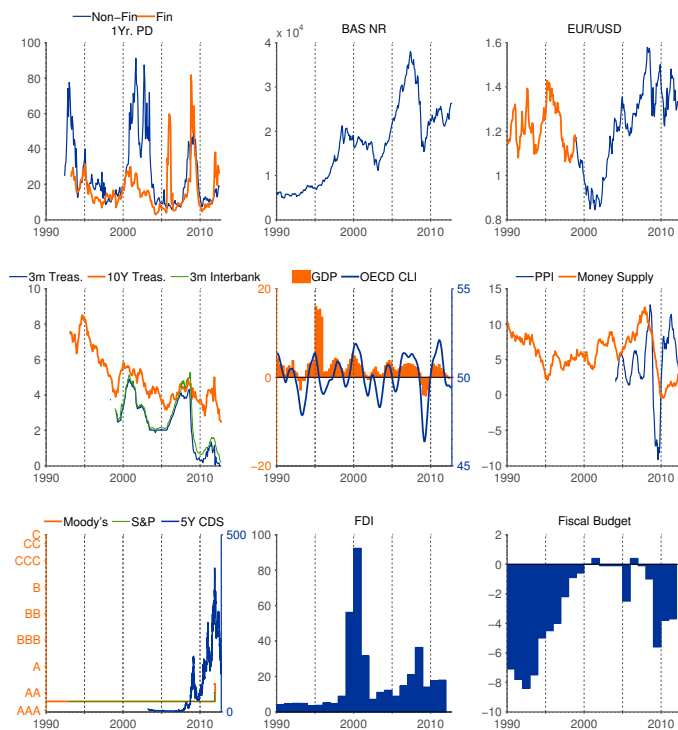 Non−Fin Fin
1Yr. PD
100
80
60
40
20
0
1990 2000 2010
BAS NR
x 10^4
4
3
2
1
0
1990 2000 2010
EUR/USD
1.6
1.4
1.2
1
0.8
1990 2000 2010
3m Treas. 10Y Treas. 3m Interbank
10
8
6
4
2
0
1990 2000 2010
GDP OECD CLI
20
0
−20
55
50
45
1990 2000 2010
PPI Money Supply
15
10
5
0
−5
−10
1990 2000 2010
Moody's S&P 5Y CDS
C
CC
CCC
B
BB
BBB
A
AA
AAA
500
0
1990 2000 2010
FDI
100
80
60
40
20
0
1990 2000 2010
Fiscal Budget
2
0
−2
−4
−6
−8
−10
1990 2000 2010